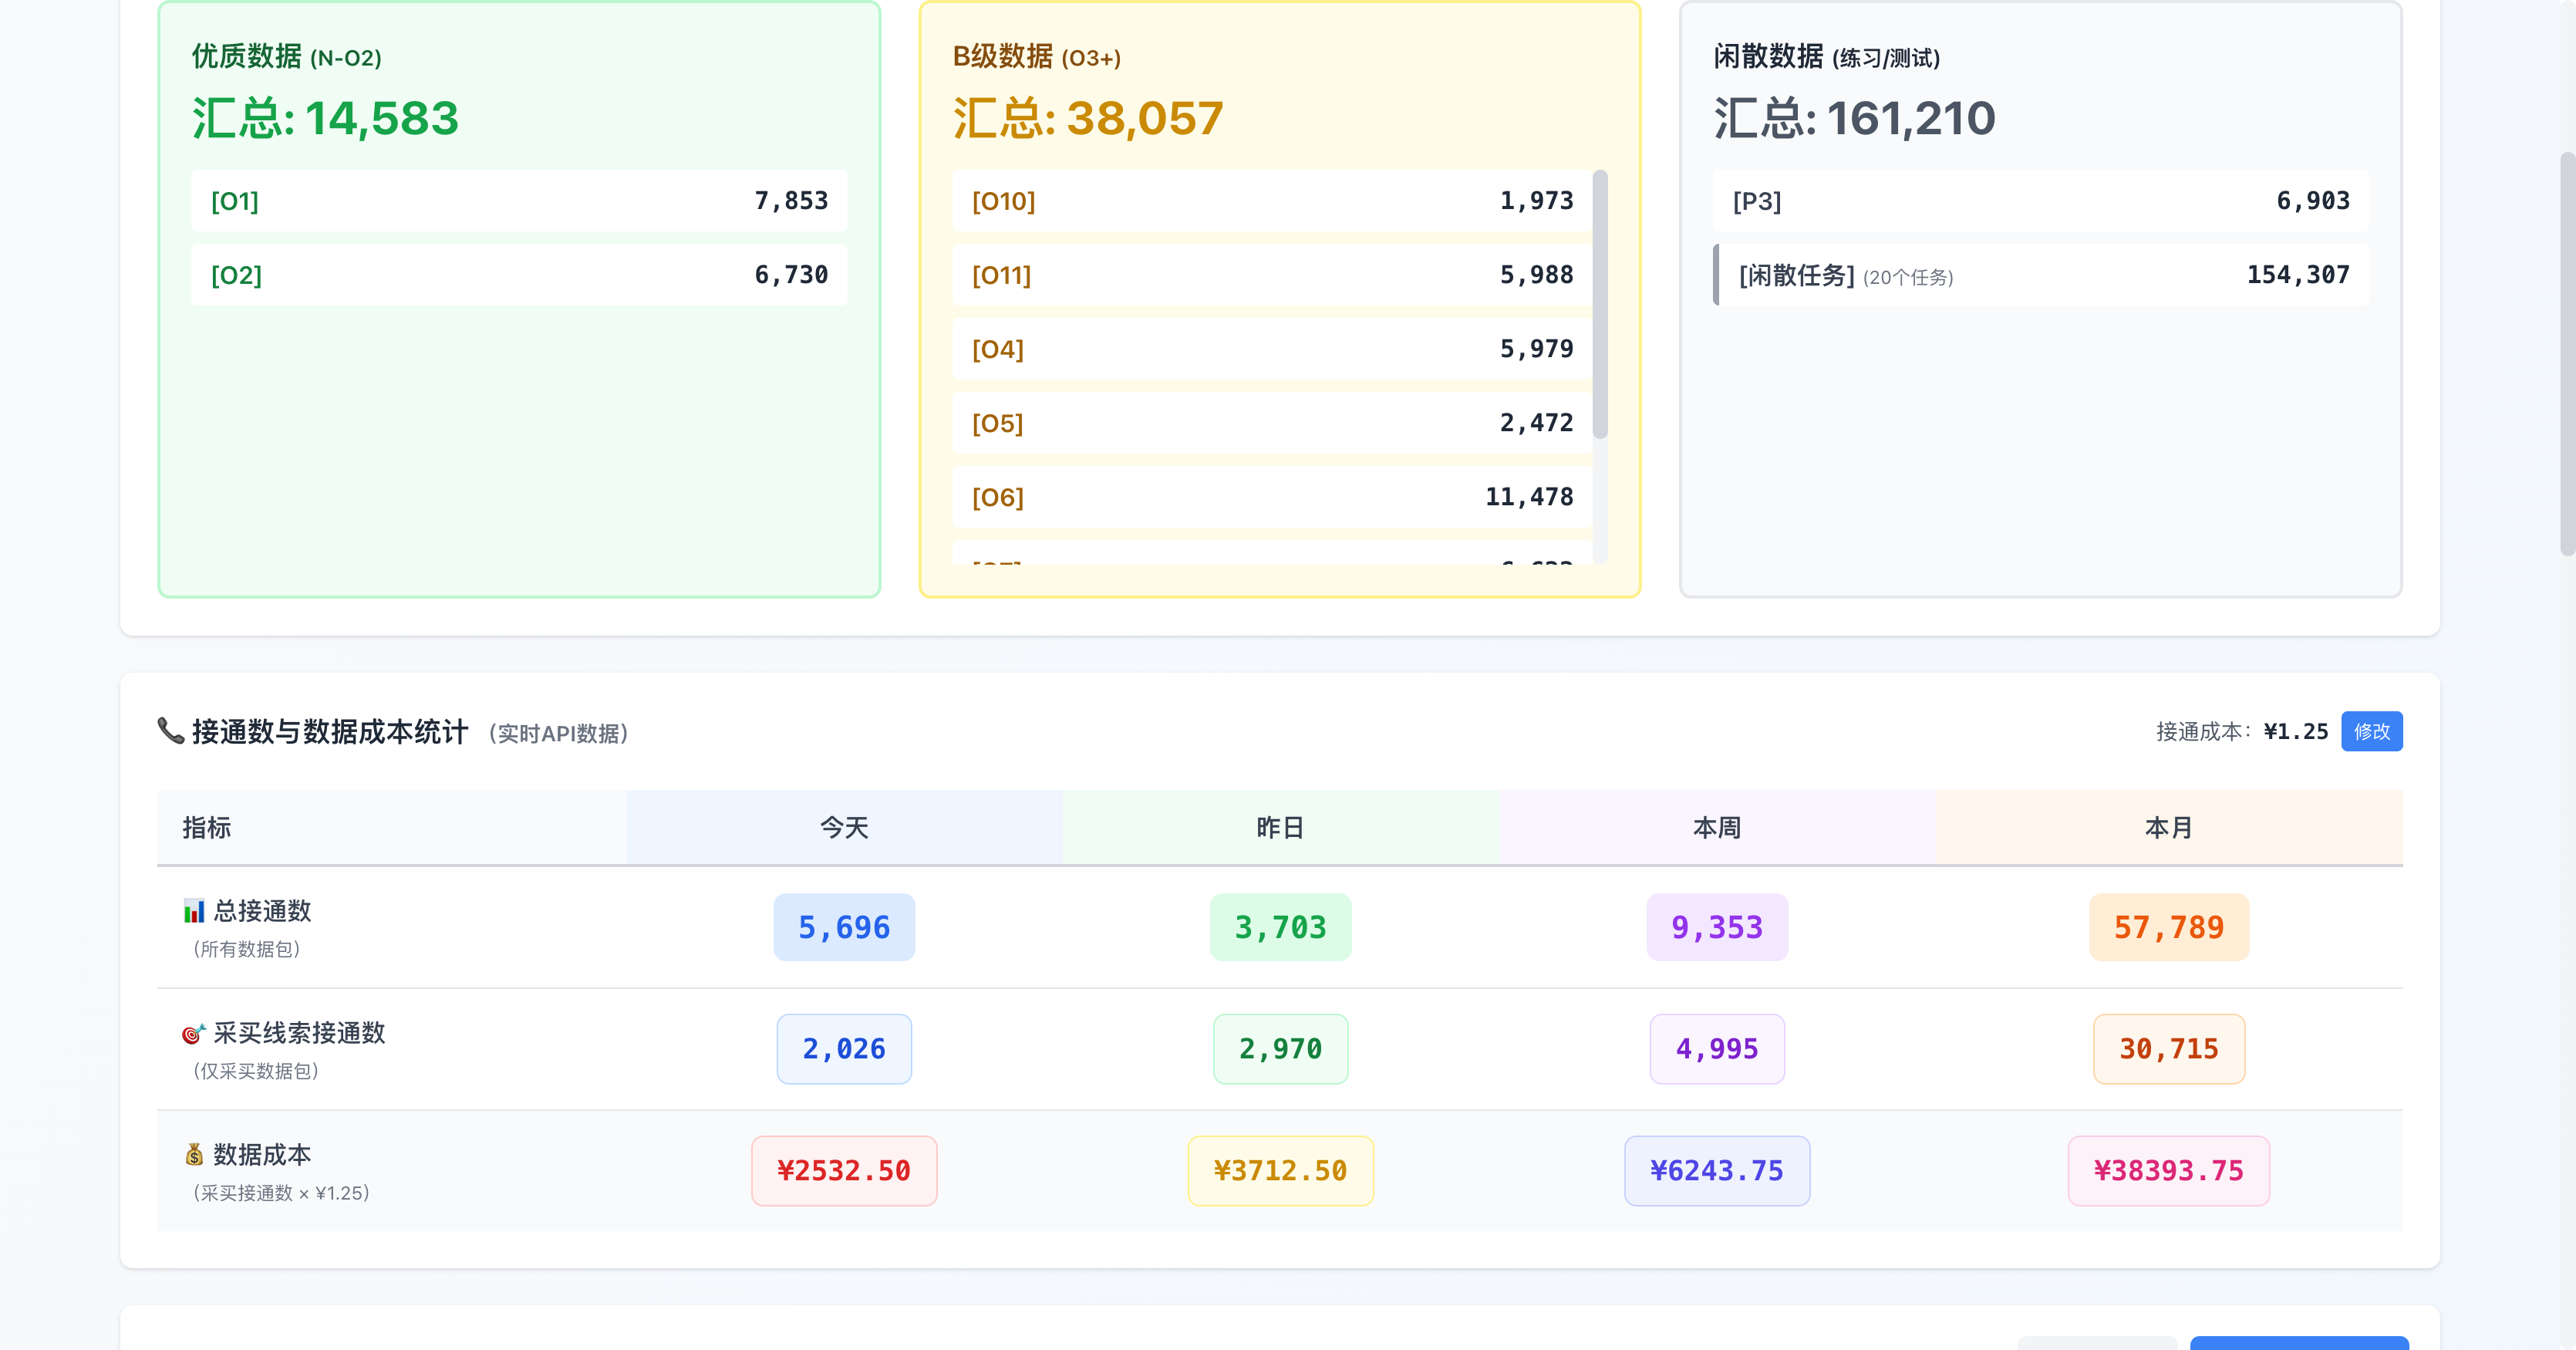 优质数据 (N-O2)
汇总: 14,583
[O1] 7,853
[O2] 6,730
B级数据 (O3+)
汇总: 38,057
[O10] 1,973
[O11] 5,988
[O4] 5,979
[O5] 2,472
[O6] 11,478
闲散数据 (练习/测试)
汇总: 161,210
[P3] 6,903
[闲散任务] (20个任务) 154,307
📞 接通数与数据成本统计 (实时API数据)
接通成本: ¥1.25 修改
指标 今天 昨日 本周 本月
📊 总接通数
(所有数据包)
5,696 3,703 9,353 57,789
🎯 采买线索接通数
(仅采买数据包)
2,026 2,970 4,995 30,715
💰 数据成本
(采买接通数 × ¥1.25)
¥2532.50 ¥3712.50 ¥6243.75 ¥38393.75